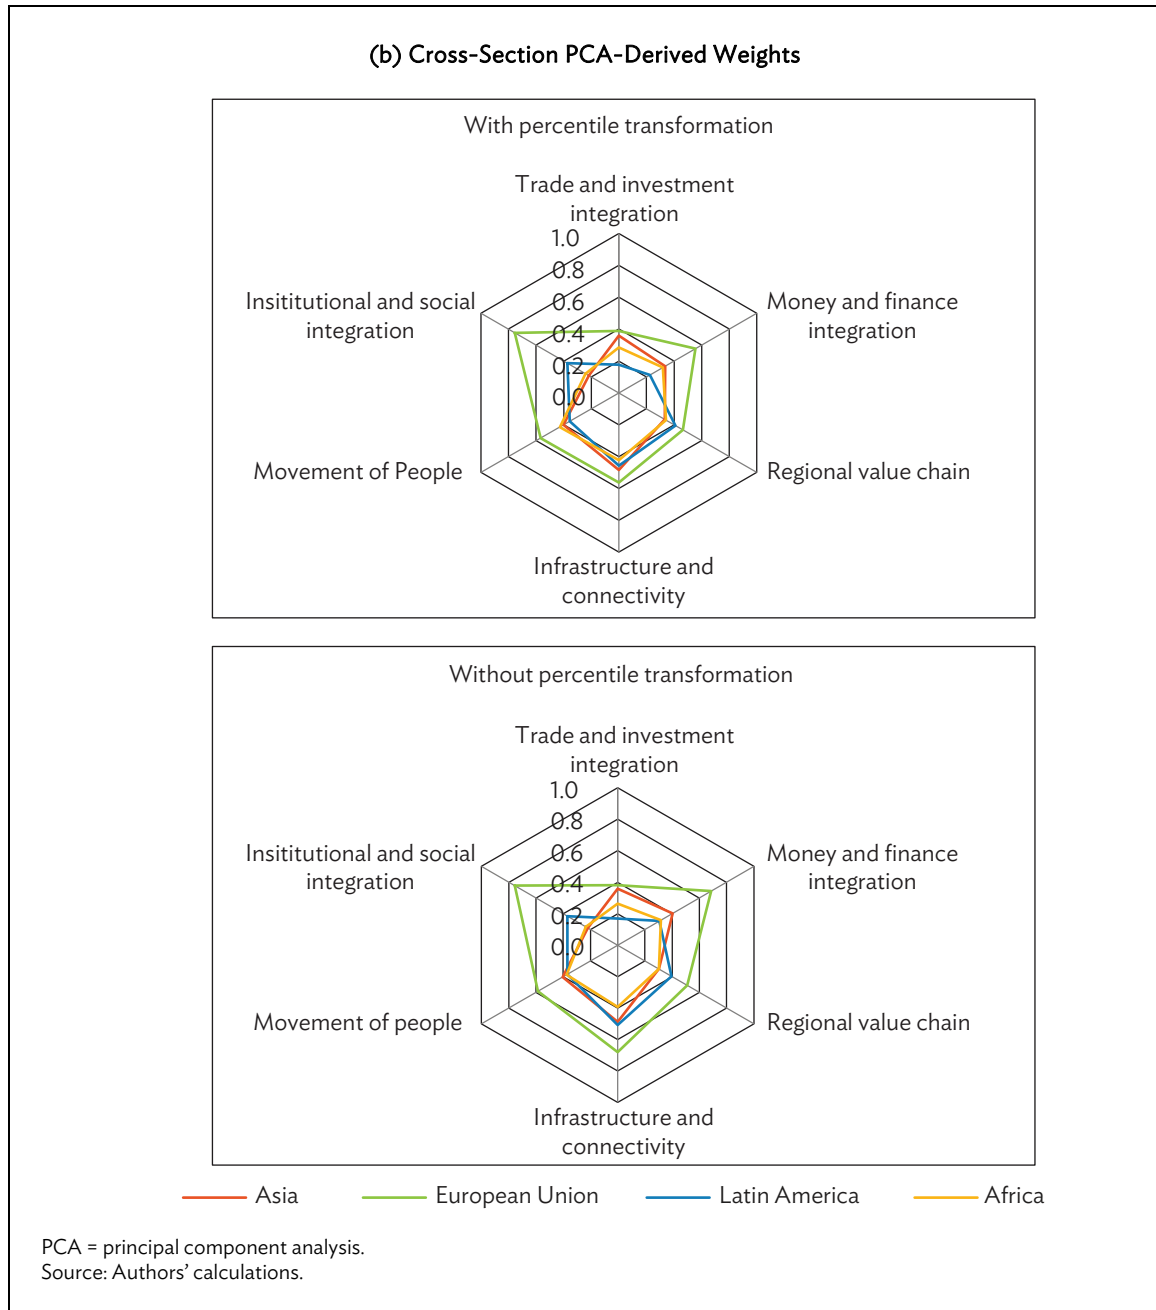 (b) Cross-Section PCA-Derived Weights
With percentile transformation
Trade and investment
integration
1.0
0.8
0.6
0.4
0.2
0.0
Insititutional and social
integration
Money and finance
integration
Movement of People
Regional value chain
Infrastructure and
connectivity
Without percentile transformation
Trade and investment
integration
1.0
0.8
0.6
0.4
0.2
0.0
Insititutional and social
integration
Money and finance
integration
Movement of people
Regional value chain
Infrastructure and
connectivity
Asia
European Union
Latin America
Africa
PCA = principal component analysis.
Source: Authors' calculations.